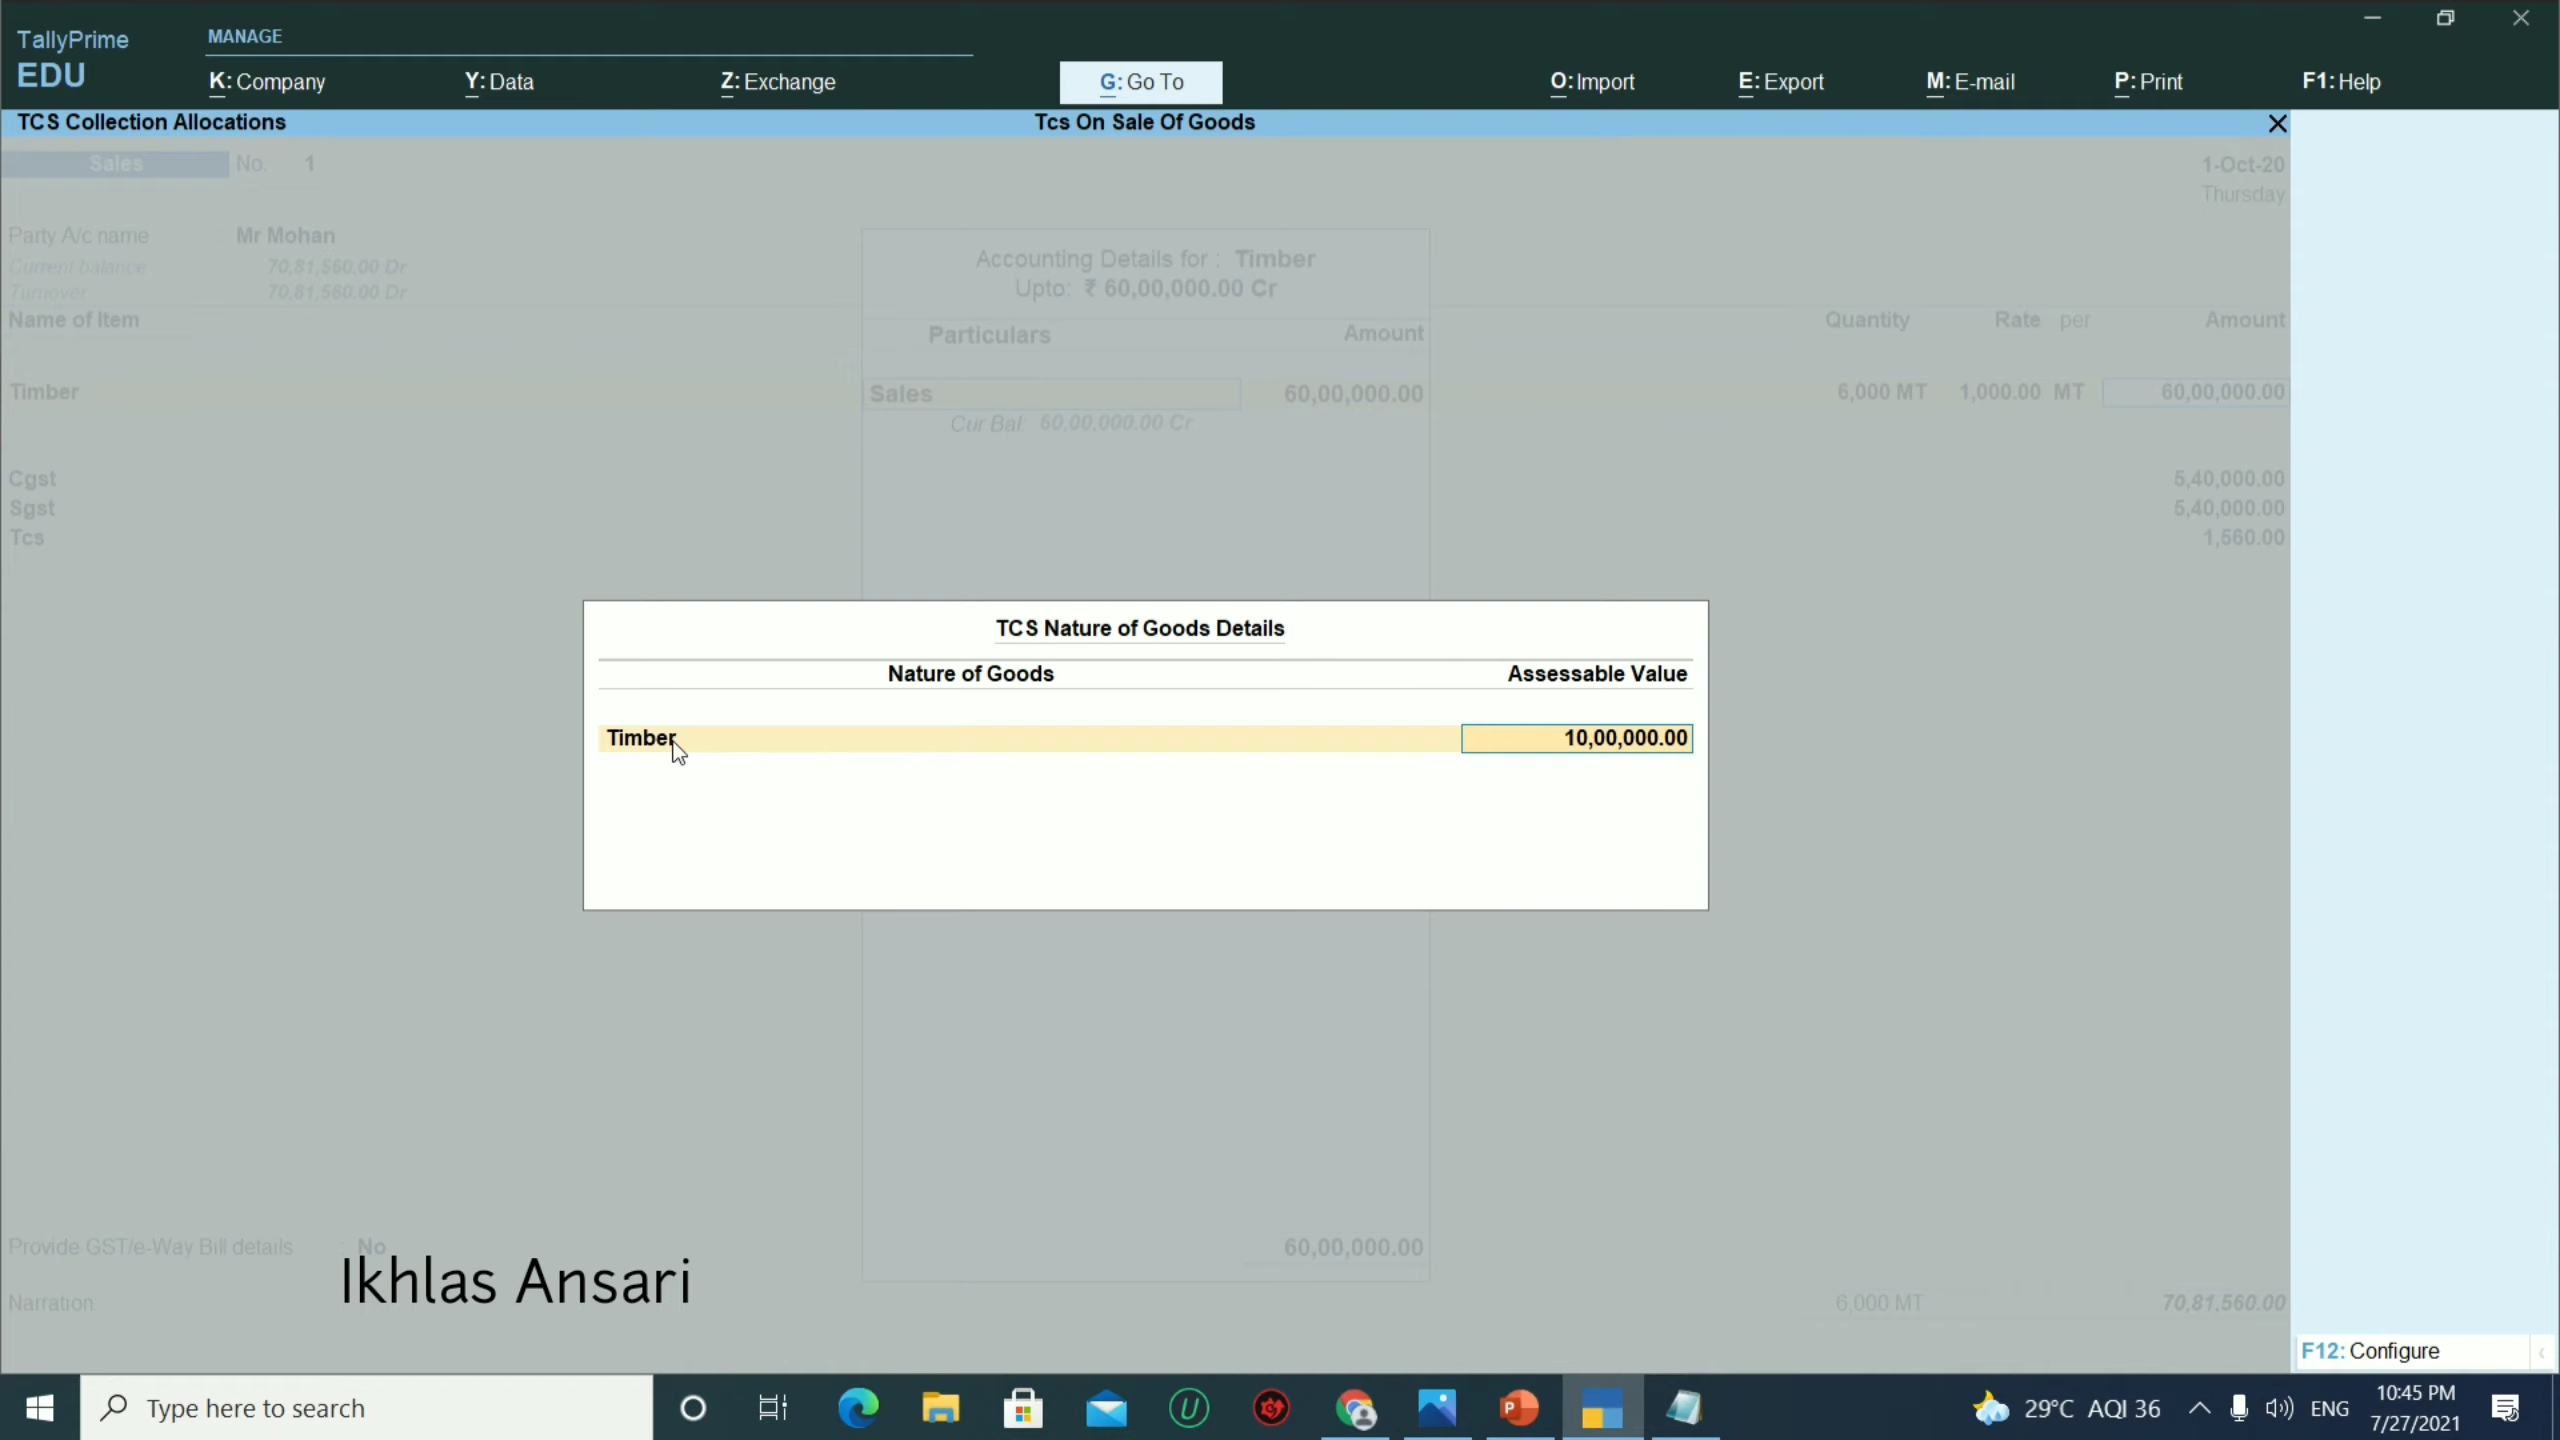 TallyPrime
EDU
MANAGE
K: Company
Y: Data
Z: Exchange
G: Go To
O: Import
E: Export
M: E-mail
P: Print
F1: Help
TCS Collection Allocations
Tcs On Sale Of Goods
Sales No. 1
1-Oct-20
Thursday
Party A/c name : Mr Mohan
Current balance 70,81,560.00 Dr
Turnover 70,81,560.00 Dr
Accounting Details for : Timber
Upto: ₹ 60,00,000.00 Cr
Particulars Amount
Sales 60,00,000.00
Cur Bal: 60,00,000.00 Cr
Name of Item Quantity Rate per Amount
Timber 6,000 MT 1,000.00 MT 60,00,000.00
Cgst 5,40,000.00
Sgst 5,40,000.00
Tcs 1,560.00
TCS Nature of Goods Details
Nature of Goods Assessable Value
Timber 10,00,000.00
Provide GST/e-Way Bill details : No
60,00,000.00
Ikhlas Ansari
Narration:
6,000 MT 70,81,560.00
F12: Configure
Type here to search
29°C AQI 36
ENG
10:45 PM
7/27/2021